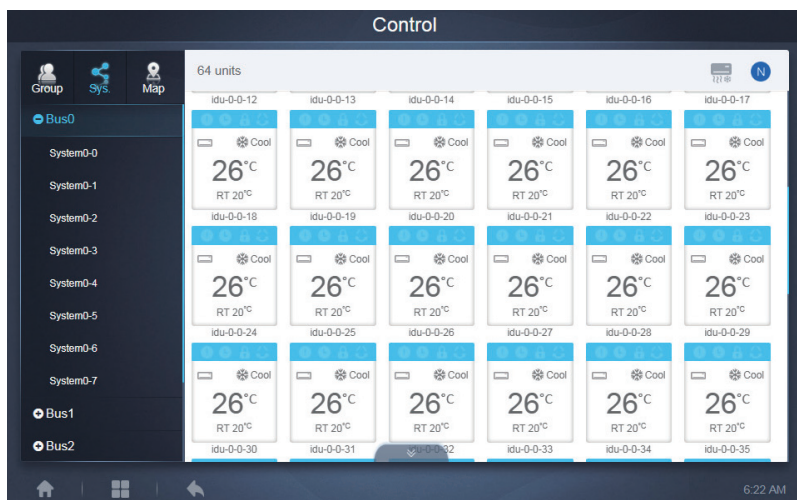 Control
Group Sys. Map
64 units
N
idu-0-0-12 idu-0-0-13 idu-0-0-14 idu-0-0-15 idu-0-0-16 idu-0-0-17
Bus0
Cool Cool Cool Cool Cool Cool
System0-0
26°C 26°C 26°C 26°C 26°C 26°C
System0-1
RT 20°C RT 20°C RT 20°C RT 20°C RT 20°C RT 20°C
System0-2
idu-0-0-18 idu-0-0-19 idu-0-0-20 idu-0-0-21 idu-0-0-22 idu-0-0-23
System0-3
Cool Cool Cool Cool Cool Cool
System0-4
26°C 26°C 26°C 26°C 26°C 26°C
System0-5
RT 20°C RT 20°C RT 20°C RT 20°C RT 20°C RT 20°C
idu-0-0-24 idu-0-0-25 idu-0-0-26 idu-0-0-27 idu-0-0-28 idu-0-0-29
System0-6
Cool Cool Cool Cool Cool Cool
System0-7
26°C 26°C 26°C 26°C 26°C 26°C
Bus1
RT 20°C RT 20°C RT 20°C RT 20°C RT 20°C RT 20°C
Bus2
idu-0-0-30 idu-0-0-31 idu-0-0-32 idu-0-0-33 idu-0-0-34 idu-0-0-35
6:22 AM